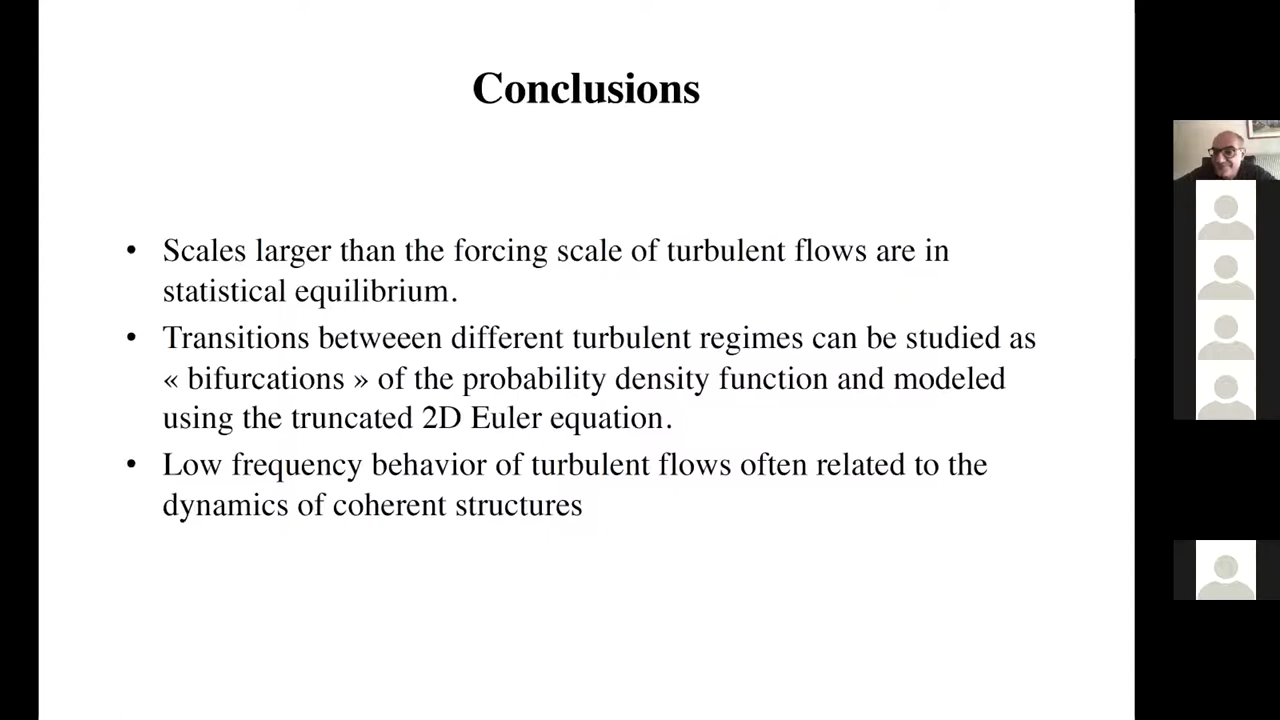 Conclusions
• Scales larger than the forcing scale of turbulent flows are in
statistical equilibrium.
• Transitions betweeen different turbulent regimes can be studied as
« bifurcations » of the probability density function and modeled
using the truncated 2D Euler equation.
• Low frequency behavior of turbulent flows often related to the
dynamics of coherent structures